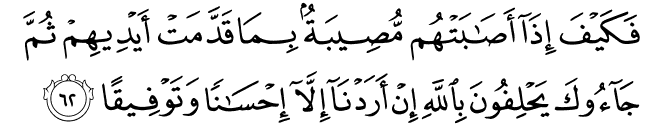 فَكَيْفَ إِذَآ أَصَٰبَتْهُم مُّصِيبَةٌۢ بِمَا قَدَّمَتْ أَيْدِيهِمْ ثُمَّ
جَآءُوكَ يَحْلِفُونَ بِٱللَّهِ إِنْ أَرَدْنَآ إِلَّآ إِحْسَٰنًا وَتَوْفِيقًا ٦٢